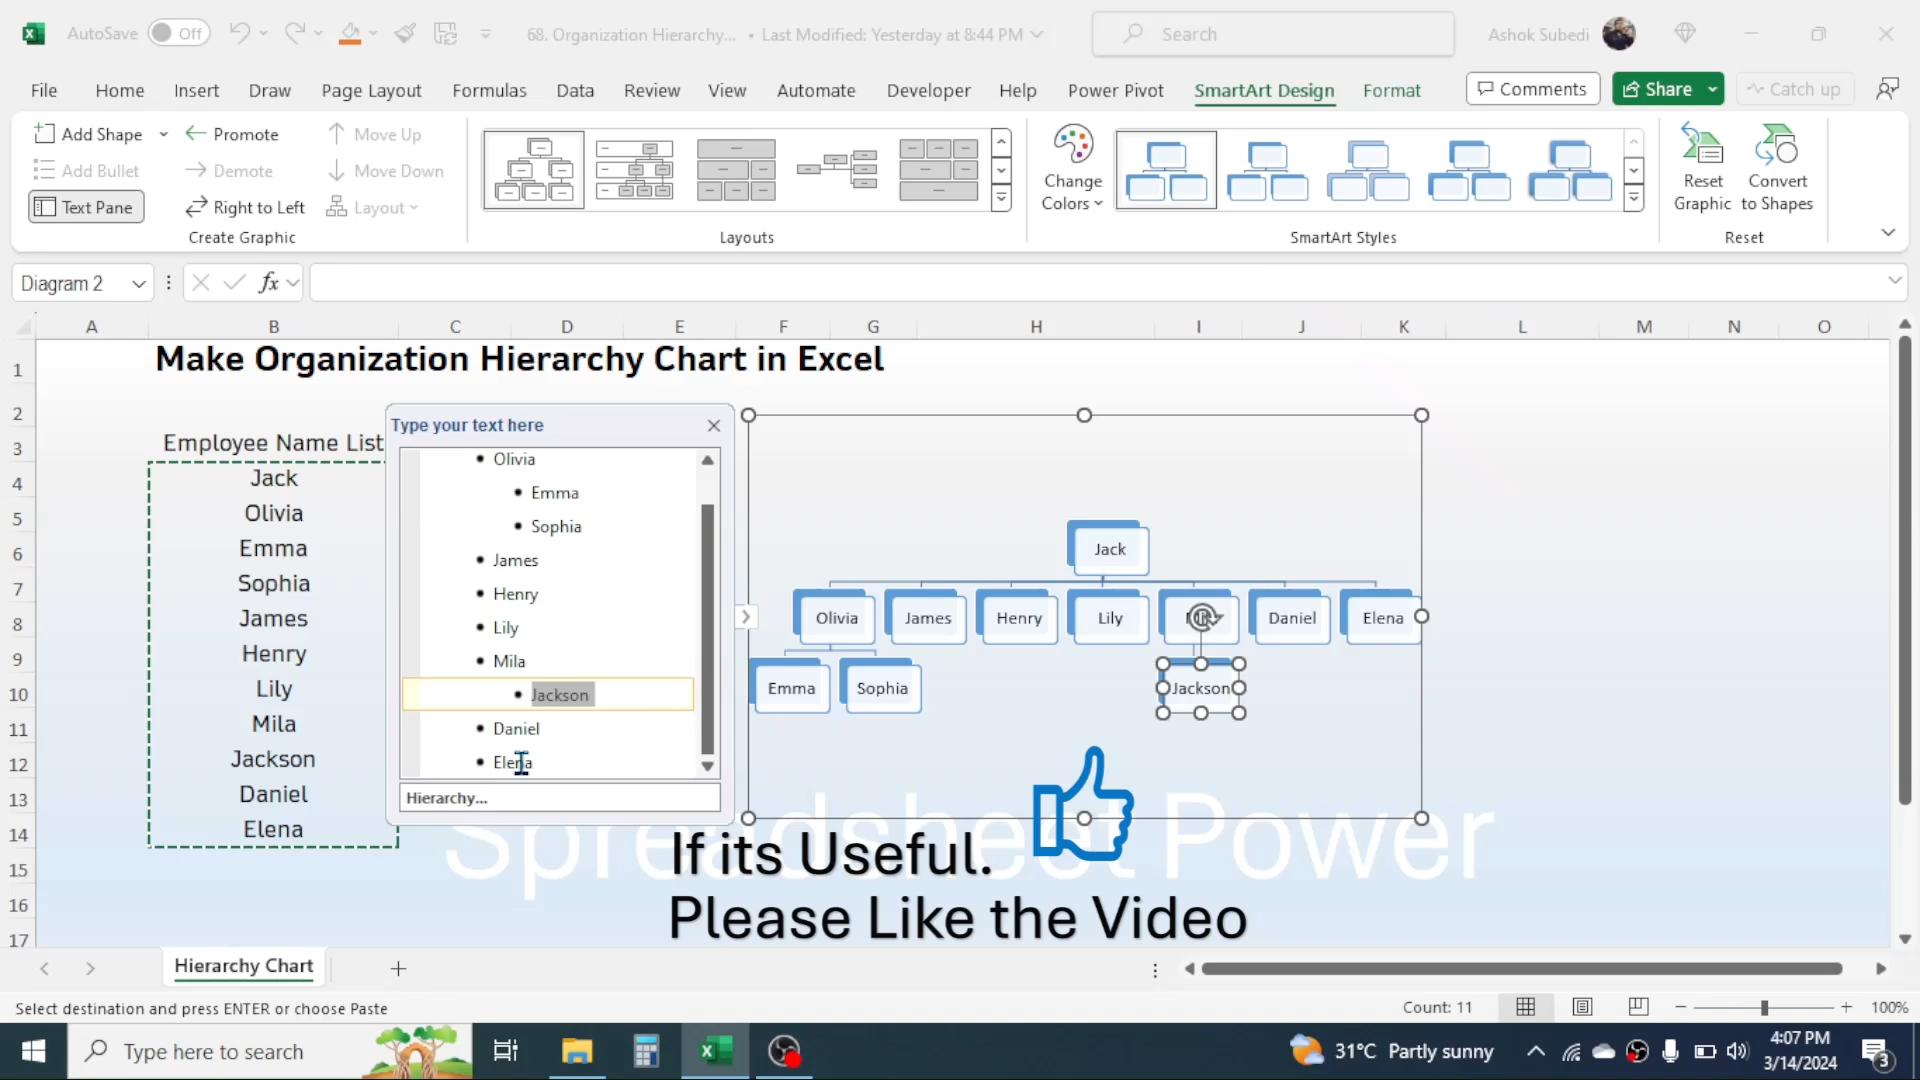 AutoSave Off 68. Organization Hierarchy... • Last Modified: Yesterday at 8:44 PM Search Ashok Subedi
File Home Insert Draw Page Layout Formulas Data Review View Automate Developer Help Power Pivot SmartArt Design Format Comments Share Catch up
Add Shape Promote Move Up
Add Bullet Demote Move Down
Text Pane Right to Left Layout
Change Colors
Reset Graphic
Convert to Shapes
Create Graphic Layouts SmartArt Styles Reset
Diagram 2 fx
A B C D E F G H I J K L M N O
1 Make Organization Hierarchy Chart in Excel
2
3 Employee Name List
4 Jack
5 Olivia
6 Emma
7 Sophia
8 James
9 Henry
10 Lily
11 Mila
12 Jackson
13 Daniel
14 Elena
15
16
17
Type your text here
• Olivia
• Emma
• Sophia
• James
• Henry
• Lily
• Mila
• Jackson
• Daniel
• Elena
Hierarchy...
Jack
Olivia James Henry Lily Daniel Elena
Emma Sophia Jackson
Spreadsheet Power
If its Useful.
Please Like the Video
Hierarchy Chart
Select destination and press ENTER or choose Paste Count: 11 100%
Type here to search 31°C Partly sunny 4:07 PM
3/14/2024 3